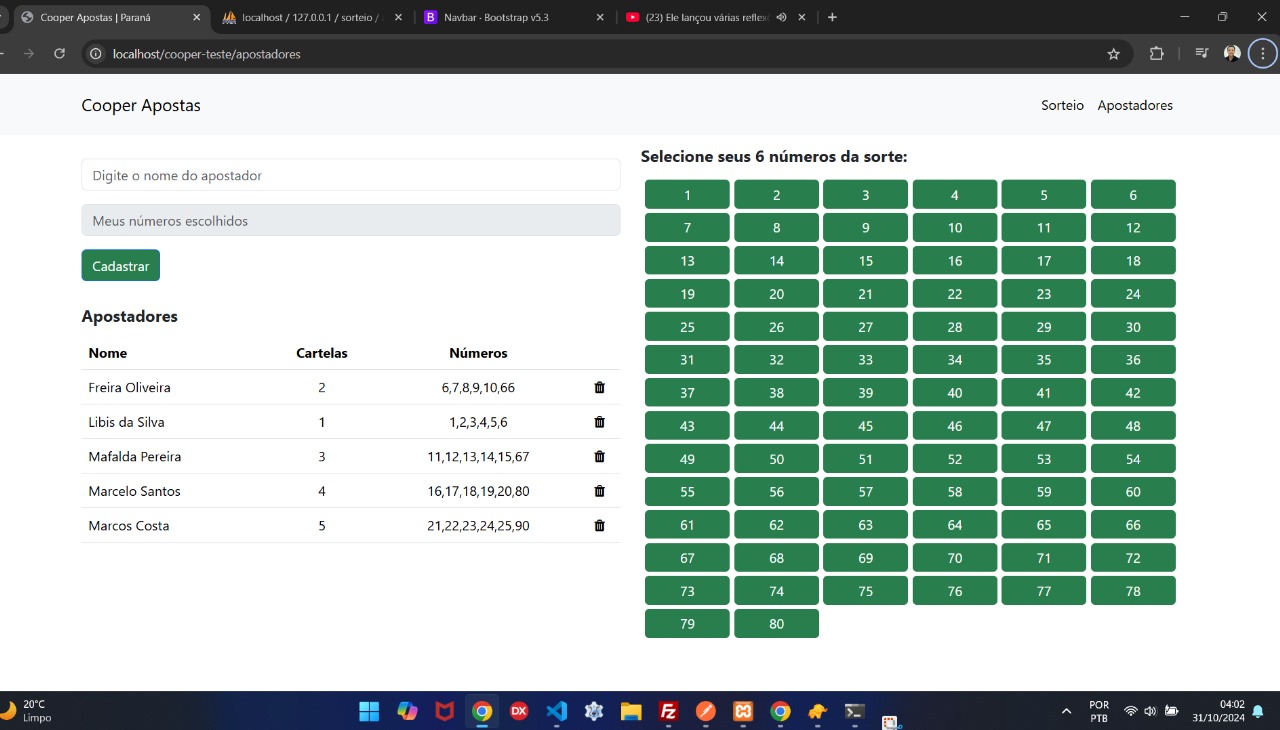 Cooper Apostas | Paraná
localhost / 127.0.0.1 / sorteio /
Navbar · Bootstrap v5.3
(23) Ele lançou várias reflex
localhost/cooper-teste/apostadores
Cooper Apostas
Sorteio Apostadores
Digite o nome do apostador
Meus números escolhidos
Cadastrar
Apostadores
Nome Cartelas Números
Freira Oliveira 2 6,7,8,9,10,66
Libis da Silva 1 1,2,3,4,5,6
Mafalda Pereira 3 11,12,13,14,15,67
Marcelo Santos 4 16,17,18,19,20,80
Marcos Costa 5 21,22,23,24,25,90
Selecione seus 6 números da sorte:
1 2 3 4 5 6
7 8 9 10 11 12
13 14 15 16 17 18
19 20 21 22 23 24
25 26 27 28 29 30
31 32 33 34 35 36
37 38 39 40 41 42
43 44 45 46 47 48
49 50 51 52 53 54
55 56 57 58 59 60
61 62 63 64 65 66
67 68 69 70 71 72
73 74 75 76 77 78
79 80
20°C
Limpo
DX
POR
PTB
04:02
31/10/2024